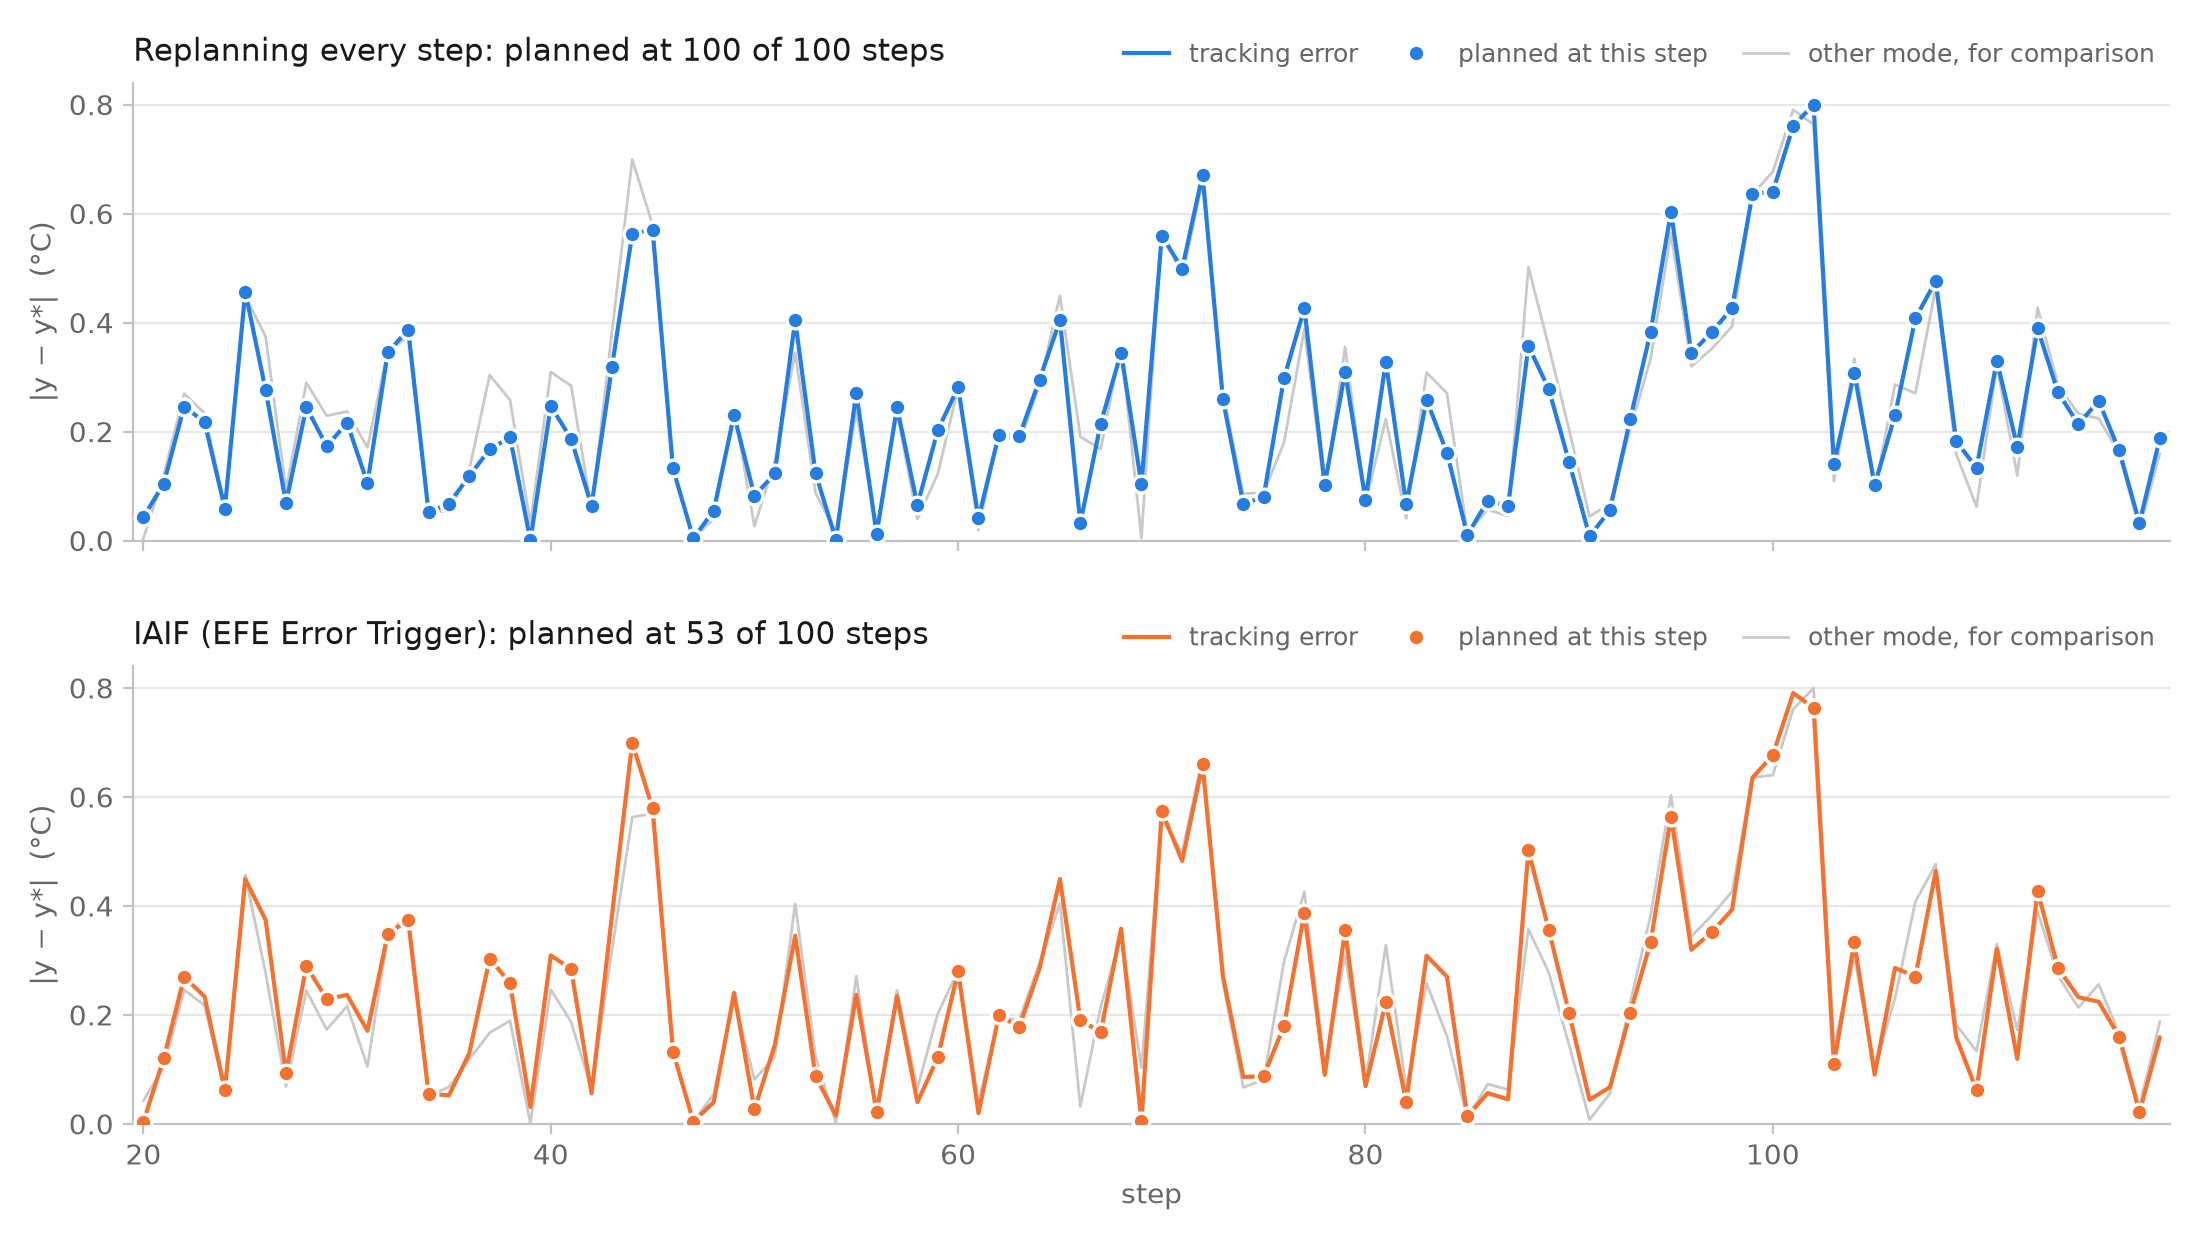 Replanning every step: planned at 100 of 100 steps
tracking error
planned at this step
other mode, for comparison
0.8
0.6
0.4
0.2
0.0
|y − y*| (°C)
IAIF (EFE Error Trigger): planned at 53 of 100 steps
tracking error
planned at this step
other mode, for comparison
0.8
0.6
0.4
0.2
0.0
|y − y*| (°C)
20 40 60 80 100
step